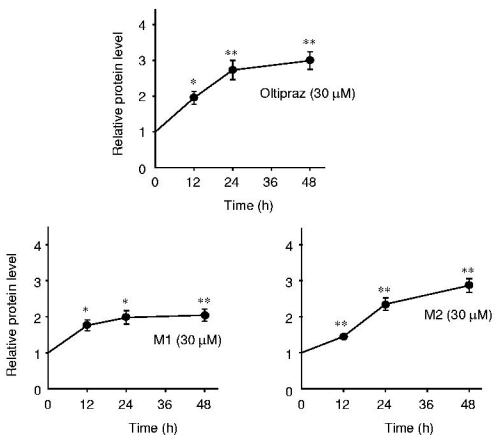 4
**
**
3
*
Relative protein level
2
Oltipraz (30 µM)
1
0
0 12 24 36 48
Time (h)
4
3
* * **
Relative protein level
2
M1 (30 µM)
1
0
0 12 24 36 48
Time (h)
4
**
3
**
**
2
M2 (30 µM)
1
0
0 12 24 36 48
Time (h)